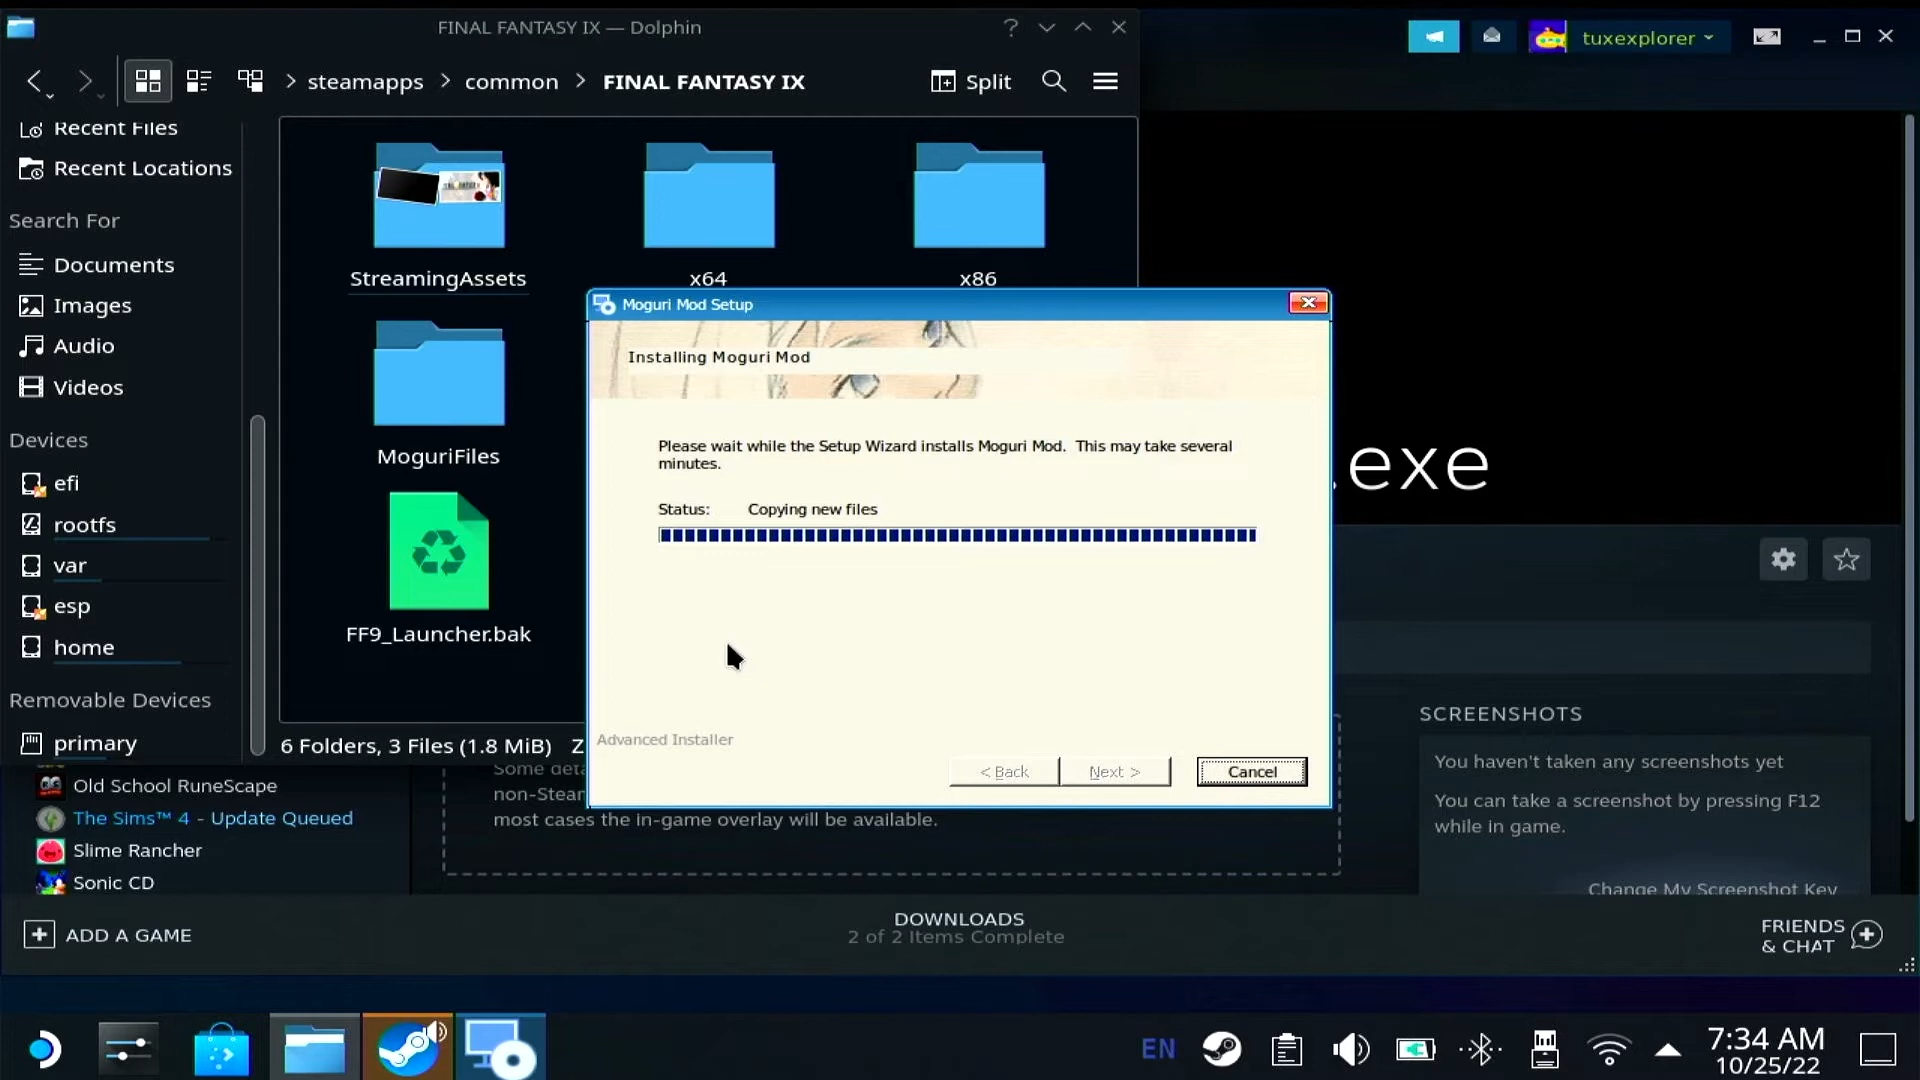 FINAL FANTASY IX — Dolphin
?
tuxexplorer
steamapps
common
FINAL FANTASY IX
Split
Recent Files
Recent Locations
Search For
Documents
Images
Audio
Videos
Devices
efi
rootfs
var
esp
home
Removable Devices
primary
StreamingAssets
x64
x86
MoguriFiles
FF9_Launcher.bak
6 Folders, 3 Files (1.8 MiB)
Moguri Mod Setup
Installing Moguri Mod
Please wait while the Setup Wizard installs Moguri Mod. This may take several
minutes.
Status: Copying new files
Advanced Installer
< Back
Next >
Cancel
.exe
Some
most cases the in-game overlay will be available.
SCREENSHOTS
You haven't taken any screenshots yet
You can take a screenshot by pressing F12
while in game.
Change My Screenshot Key
Old School RuneScape
The Sims™ 4 - Update Queued
Slime Rancher
Sonic CD
ADD A GAME
DOWNLOADS
2 of 2 Items Complete
FRIENDS
& CHAT
EN
7:34 AM
10/25/22